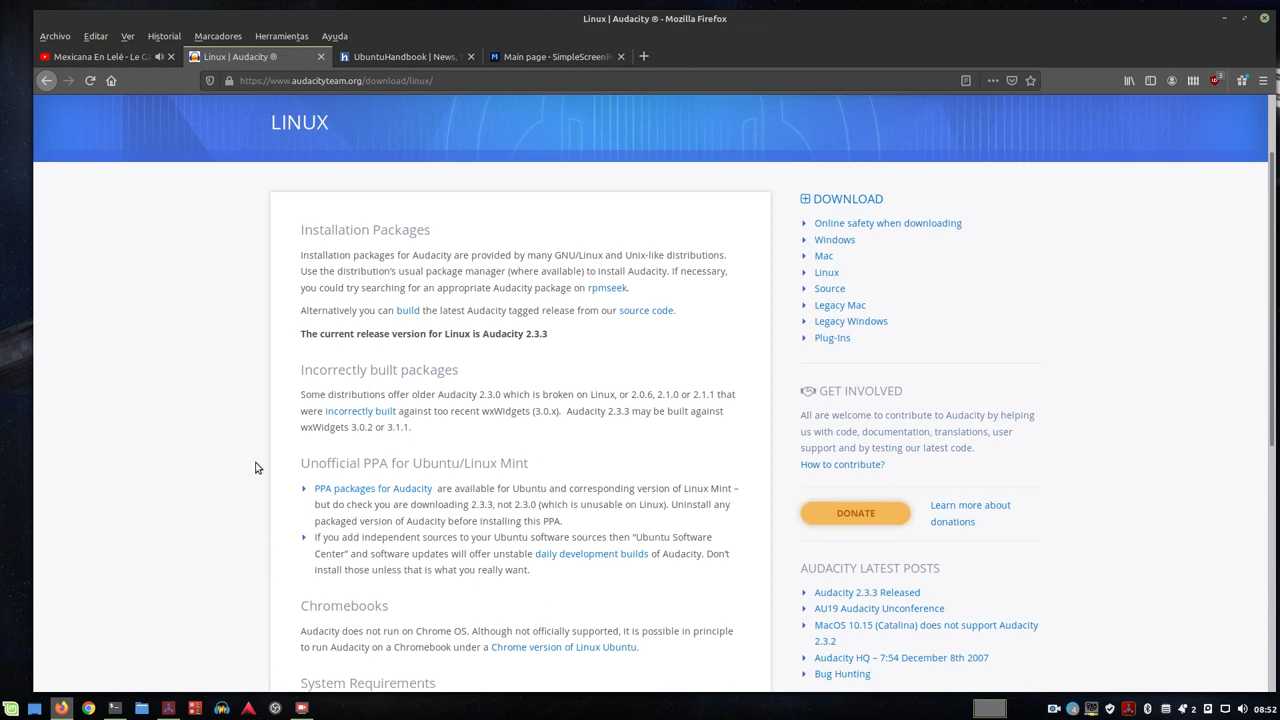 Linux | Audacity ® - Mozilla Firefox
Archivo Editar Ver Historial Marcadores Herramientas Ayuda
Mexicana En Lelé - Le Ga
Linux | Audacity ®
UbuntuHandbook | News,
Main page - SimpleScreenR
https://www.audacityteam.org/download/linux/
3
LINUX
Installation Packages
Installation packages for Audacity are provided by many GNU/Linux and Unix-like distributions.
Use the distribution's usual package manager (where available) to install Audacity. If necessary,
you could try searching for an appropriate Audacity package on rpmseek.
Alternatively you can build the latest Audacity tagged release from our source code.
The current release version for Linux is Audacity 2.3.3
Incorrectly built packages
Some distributions offer older Audacity 2.3.0 which is broken on Linux, or 2.0.6, 2.1.0 or 2.1.1 that
were incorrectly built against too recent wxWidgets (3.0.x). Audacity 2.3.3 may be built against
wxWidgets 3.0.2 or 3.1.1.
Unofficial PPA for Ubuntu/Linux Mint
PPA packages for Audacity are available for Ubuntu and corresponding version of Linux Mint –
but do check you are downloading 2.3.3, not 2.3.0 (which is unusable on Linux). Uninstall any
packaged version of Audacity before installing this PPA.
If you add independent sources to your Ubuntu software sources then “Ubuntu Software
Center” and software updates will offer unstable daily development builds of Audacity. Don’t
install those unless that is what you really want.
Chromebooks
Audacity does not run on Chrome OS. Although not officially supported, it is possible in principle
to run Audacity on a Chromebook under a Chrome version of Linux Ubuntu.
System Requirements
DOWNLOAD
Online safety when downloading
Windows
Mac
Linux
Source
Legacy Mac
Legacy Windows
Plug-Ins
GET INVOLVED
All are welcome to contribute to Audacity by helping
us with code, documentation, translations, user
support and by testing our latest code.
How to contribute?
DONATE
Learn more about
donations
AUDACITY LATEST POSTS
Audacity 2.3.3 Released
AU19 Audacity Unconference
MacOS 10.15 (Catalina) does not support Audacity
2.3.2
Audacity HQ – 7:54 December 8th 2007
Bug Hunting
2
08:52